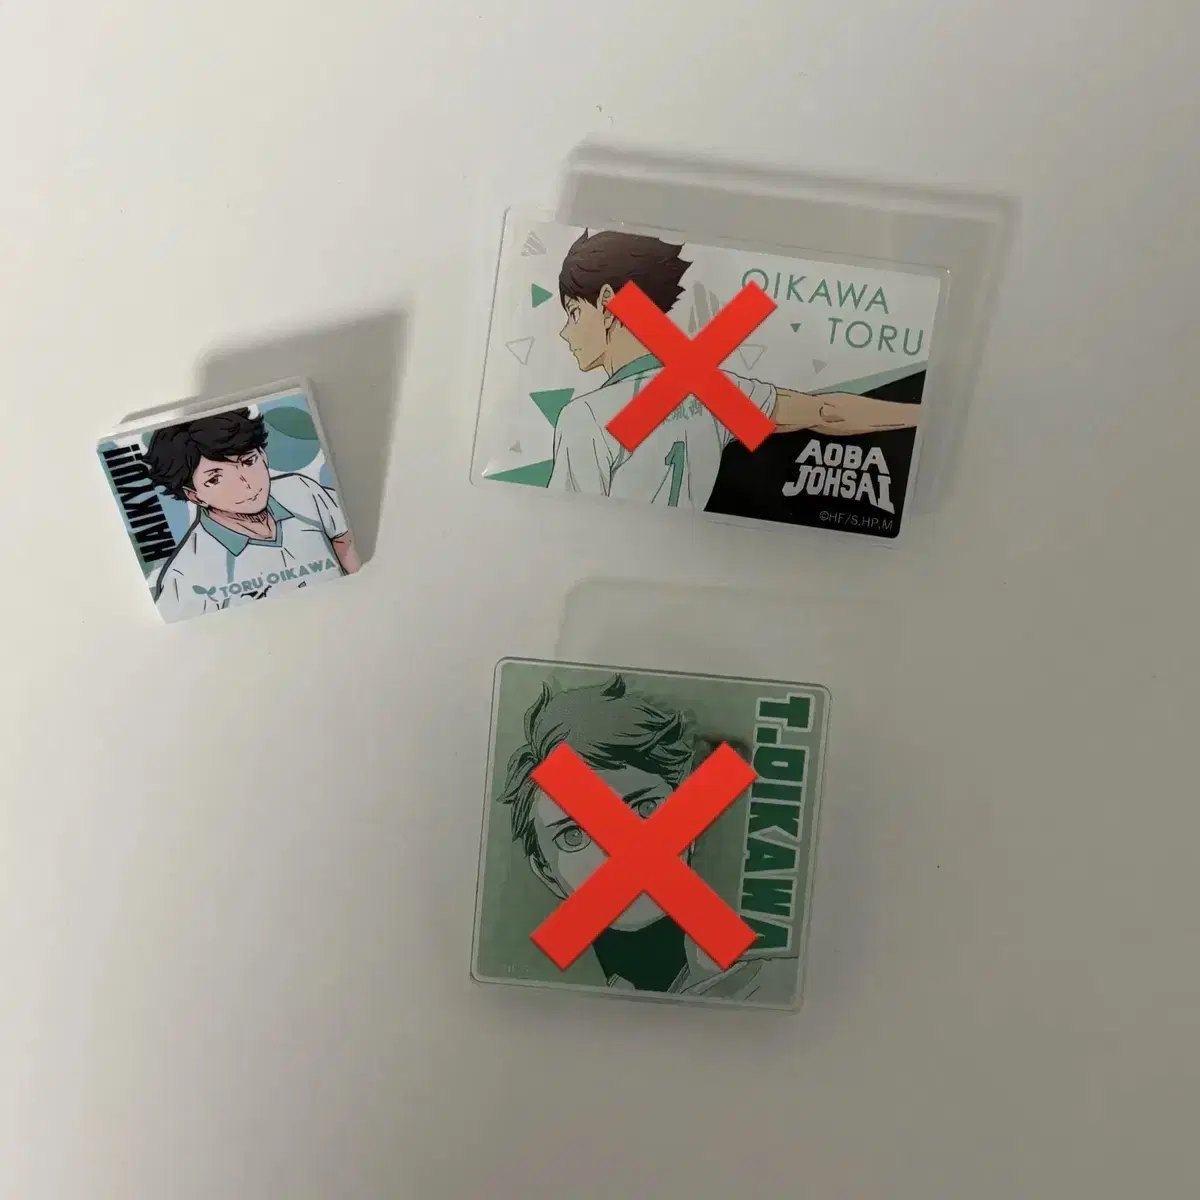 HAIKYU!!
TORU OIKAWA
OIKAWA
TORU
1
AOBA
JOHSAI
©HF/S,HP,M
T.OIKAWA